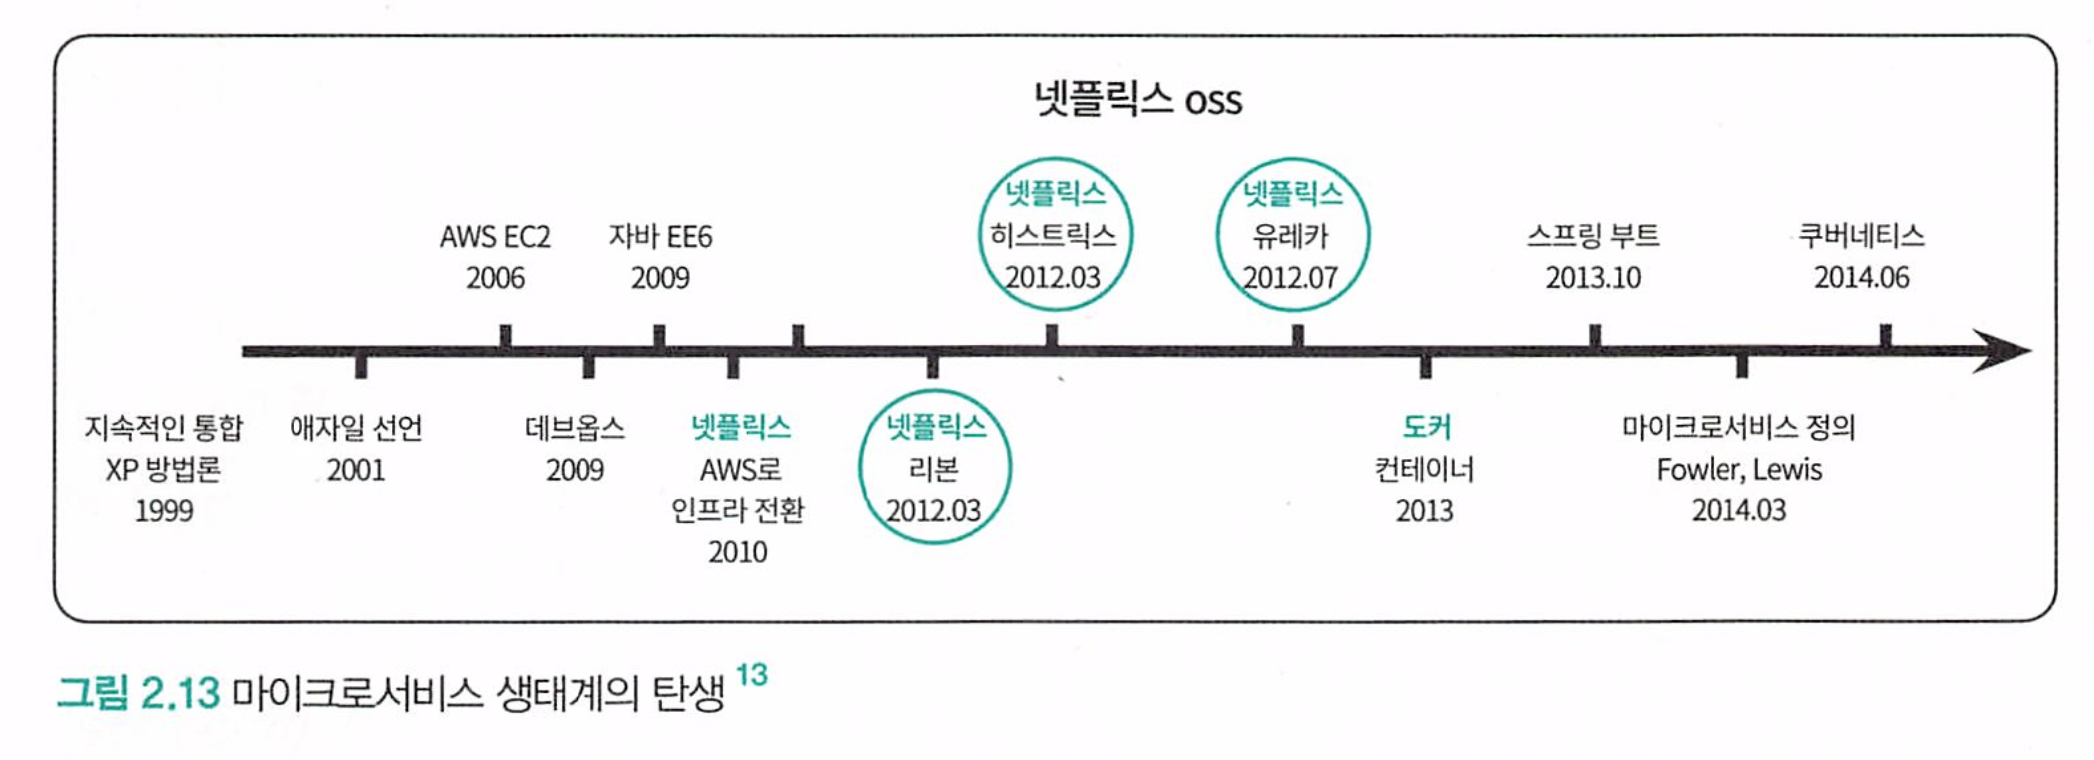 넷플릭스 oss
넷플릭스
히스트릭스
2012.03
넷플릭스
유레카
2012.07
AWS EC2
2006
자바 EE6
2009
스프링 부트
2013.10
쿠버네티스
2014.06
지속적인 통합
XP 방법론
1999
애자일 선언
2001
데브옵스
2009
넷플릭스
AWS로
인프라 전환
2010
넷플릭스
리본
2012.03
도커
컨테이너
2013
마이크로서비스 정의
Fowler, Lewis
2014.03
그림 2.13 마이크로서비스 생태계의 탄생 13